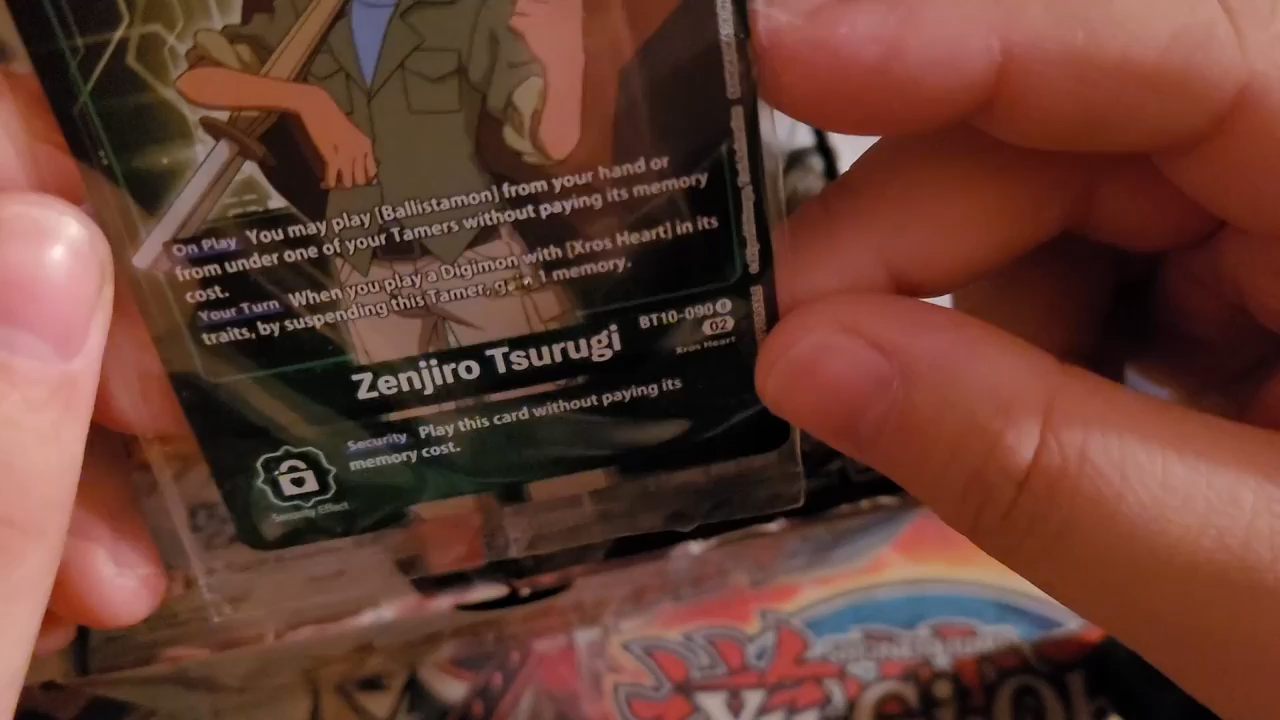 On Play You may play [Ballistamon] from your hand or
from under one of your Tamers without paying its memory
cost.
Your Turn When you play a Digimon with [Xros Heart] in its
traits, by suspending this Tamer, gain 1 memory.
BT10-090 U
02
Xros Heart
Zenjiro Tsurugi
Security Play this card without paying its
memory cost.
Security Effect
Yu-Gi-Oh